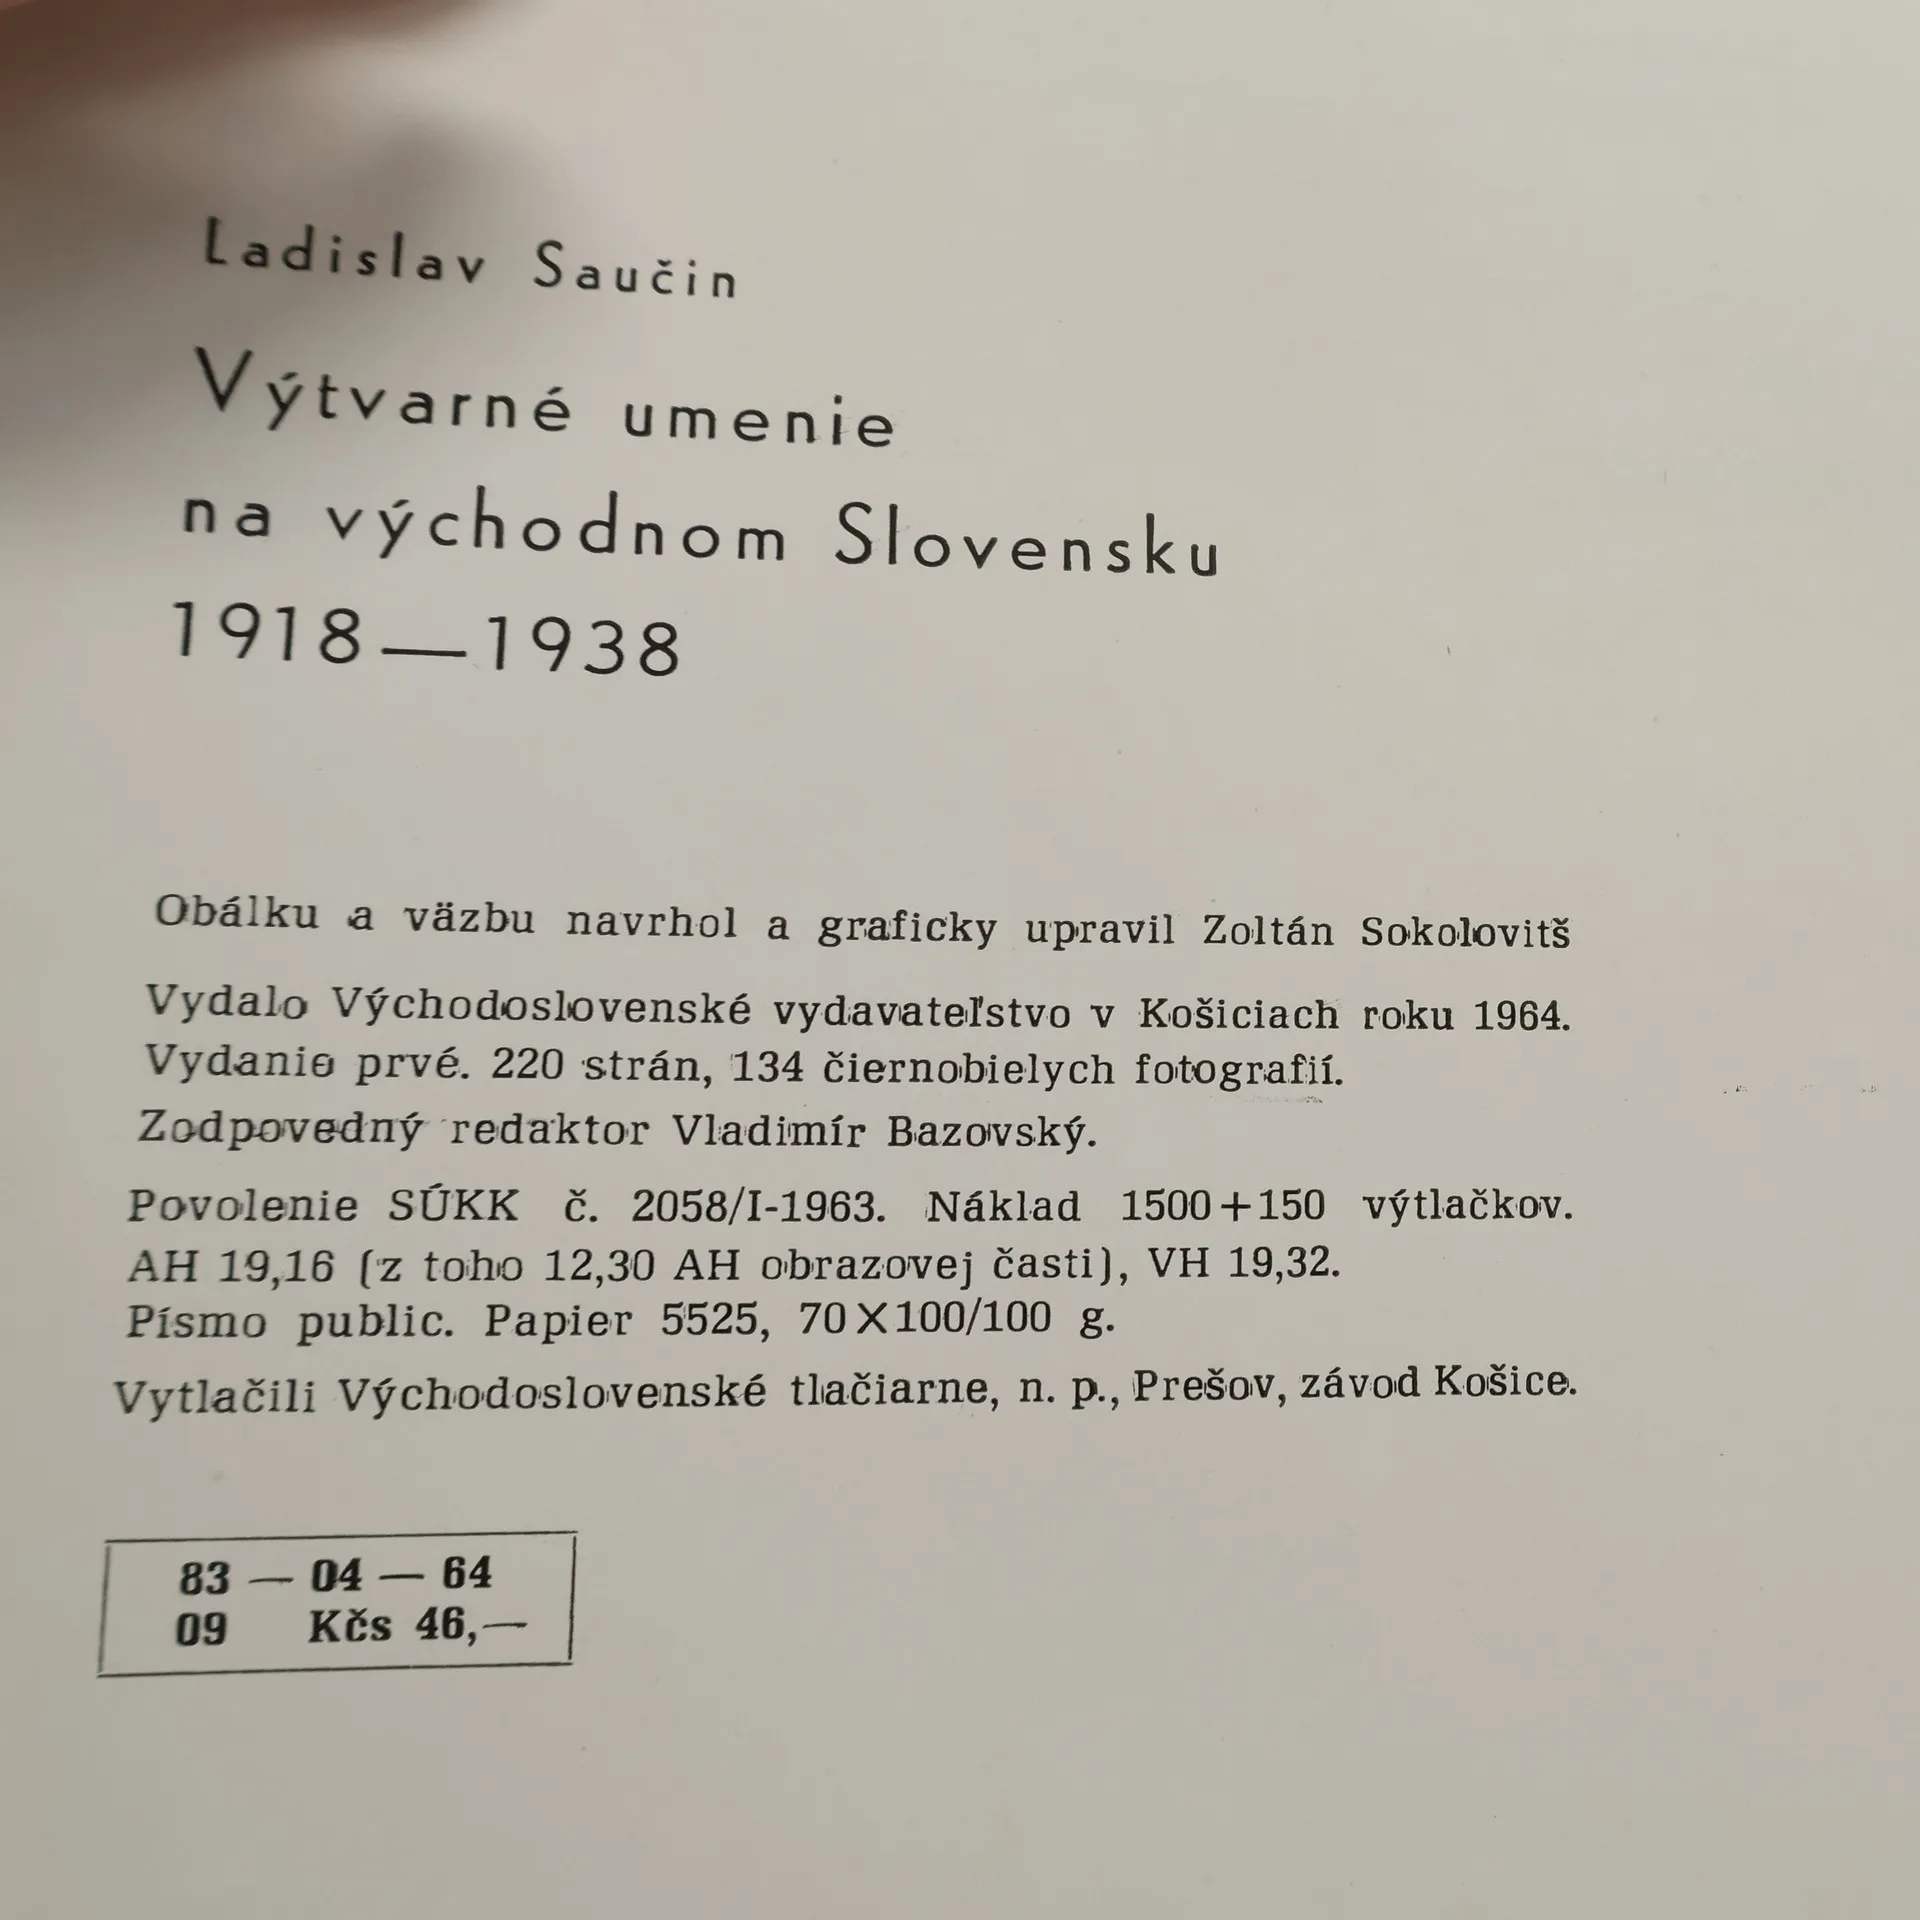 Ladislav Saučin
Výtvarné umenie
na východnom Slovensku
1918—1938
Obálku a väzbu navrhol a graficky upravil Zoltán Sokolovitš
Vydalo Východoslovenské vydavateľstvo v Košiciach roku 1964.
Vydanie prvé. 220 strán, 134 čiernobielych fotografií.
Zodpovedný redaktor Vladimír Bazovský.
Povolenie SÚKK č. 2058/I-1963. Náklad 1500+150 výtlačkov.
AH 19,16 (z toho 12,30 AH obrazovej časti), VH 19,32.
Písmo public. Papier 5525, 70X100/100 g.
Vytlačili Východoslovenské tlačiarne, n. p., Prešov, závod Košice.
83 — 04 — 64
09 Kčs 46,—